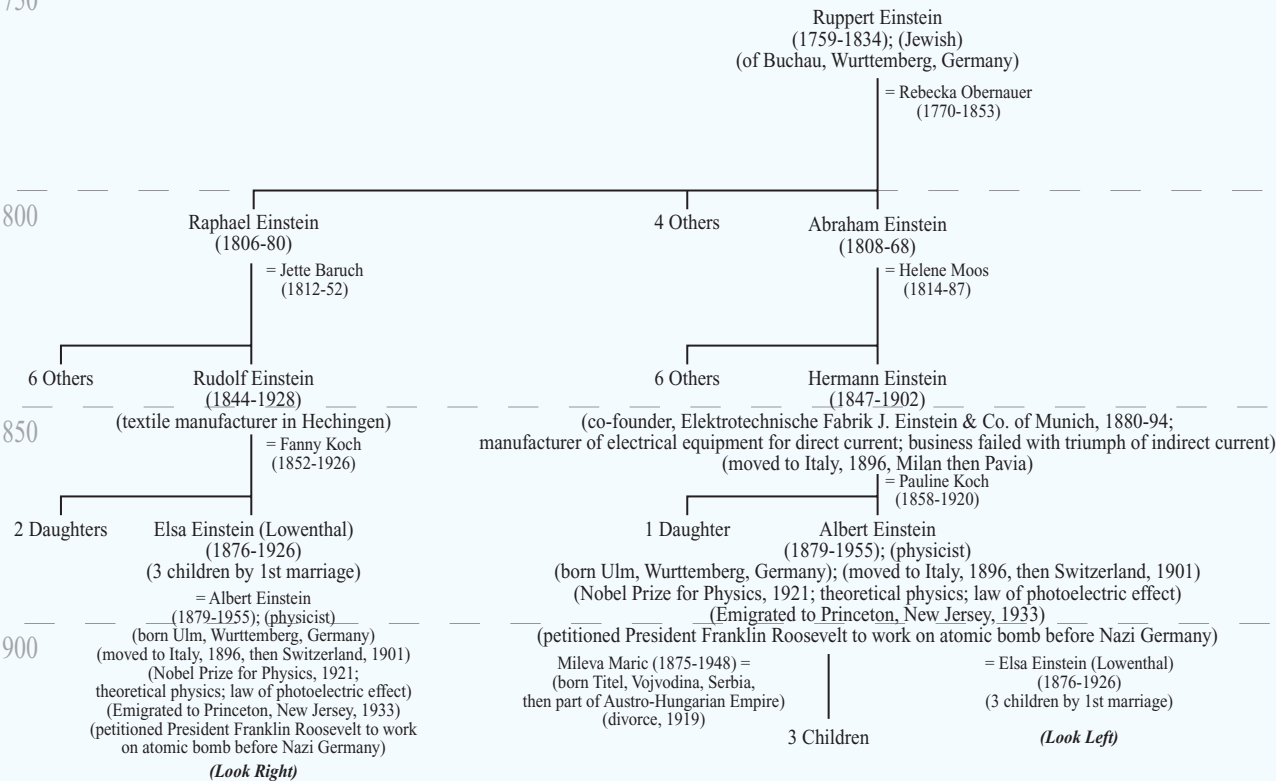 750
Ruppert Einstein
(1759-1834); (Jewish)
(of Buchau, Wurttemberg, Germany)
= Rebecka Obernauer
(1770-1853)
800
Raphael Einstein
(1806-80)
4 Others
Abraham Einstein
(1808-68)
= Jette Baruch
(1812-52)
= Helene Moos
(1814-87)
6 Others
Rudolf Einstein
(1844-1928)
(textile manufacturer in Hechingen)
6 Others
Hermann Einstein
(1847-1902)
(co-founder, Elektrotechnische Fabrik J. Einstein & Co. of Munich, 1880-94;
manufacturer of electrical equipment for direct current; business failed with triumph of indirect current)
(moved to Italy, 1896, Milan then Pavia)
850
= Fanny Koch
(1852-1926)
= Pauline Koch
(1858-1920)
2 Daughters
Elsa Einstein (Lowenthal)
(1876-1926)
(3 children by 1st marriage)
= Albert Einstein
(1879-1955); (physicist)
(born Ulm, Wurttemberg, Germany)
(moved to Italy, 1896, then Switzerland, 1901)
(Nobel Prize for Physics, 1921;
theoretical physics; law of photoelectric effect)
(Emigrated to Princeton, New Jersey, 1933)
(petitioned President Franklin Roosevelt to work
on atomic bomb before Nazi Germany)
(Look Right)
1 Daughter
Albert Einstein
(1879-1955); (physicist)
(born Ulm, Wurttemberg, Germany); (moved to Italy, 1896, then Switzerland, 1901)
(Nobel Prize for Physics, 1921; theoretical physics; law of photoelectric effect)
(Emigrated to Princeton, New Jersey, 1933)
(petitioned President Franklin Roosevelt to work on atomic bomb before Nazi Germany)
900
Mileva Maric (1875-1948) =
(born Titel, Vojvodina, Serbia,
then part of Austro-Hungarian Empire)
(divorce, 1919)
3 Children
= Elsa Einstein (Lowenthal)
(1876-1926)
(3 children by 1st marriage)
(Look Left)